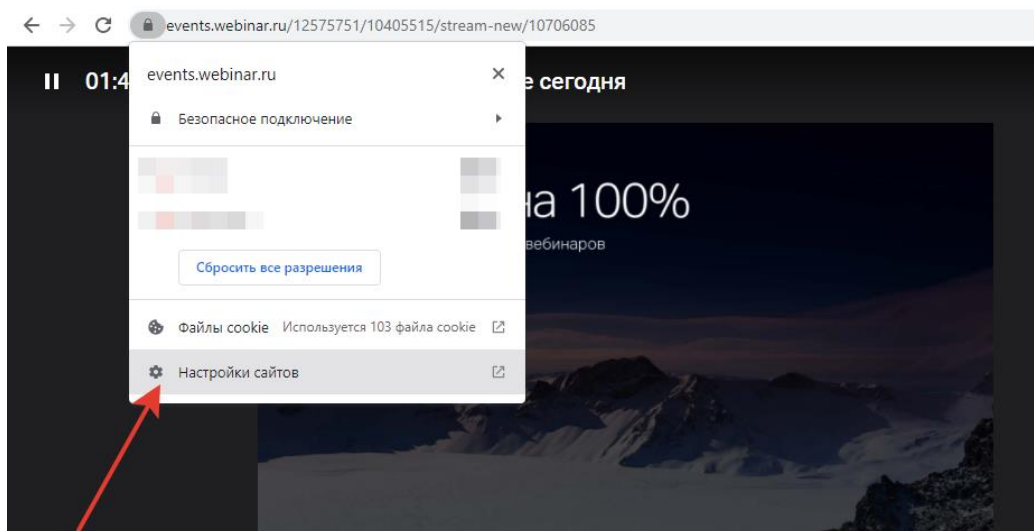 events.webinar.ru/12575751/10405515/stream-new/10706085
01:4
е сегодня
events.webinar.ru
Безопасное подключение
на 100%
вебинаров
Сбросить все разрешения
Файлы cookie Используется 103 файла cookie
Настройки сайтов